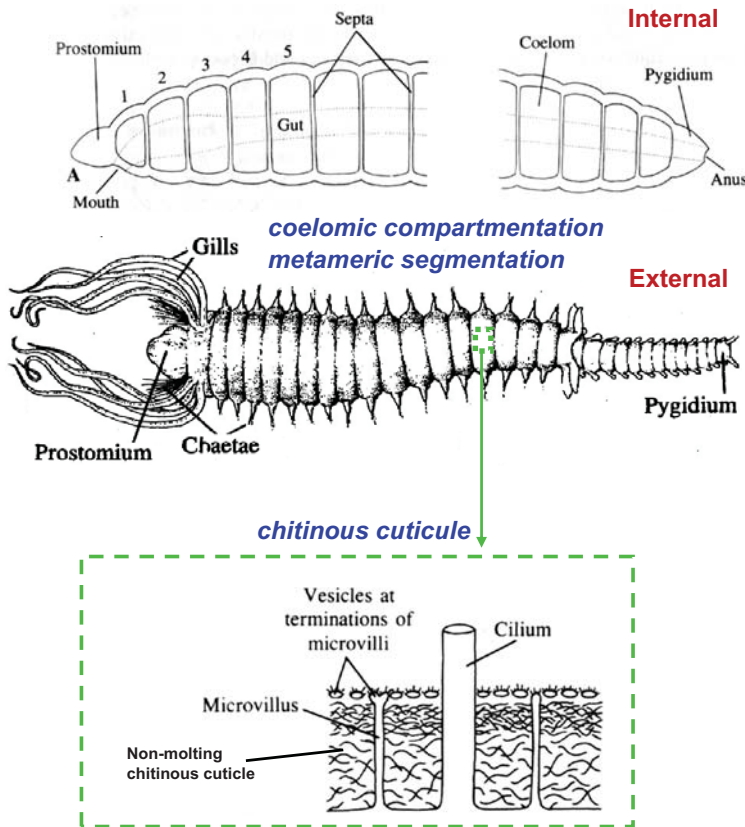 Internal
Septa
Prostomium
1 2 3 4 5
Coelom
Pygidium
Gut
A
Mouth
Anus
coelomic compartmentation
metameric segmentation
Gills
External
Prostomium
Chaetae
Pygidium
chitinous cuticule
Vesicles at
terminations of
microvilli
Cilium
Microvillus
Non-molting
chitinous cuticle